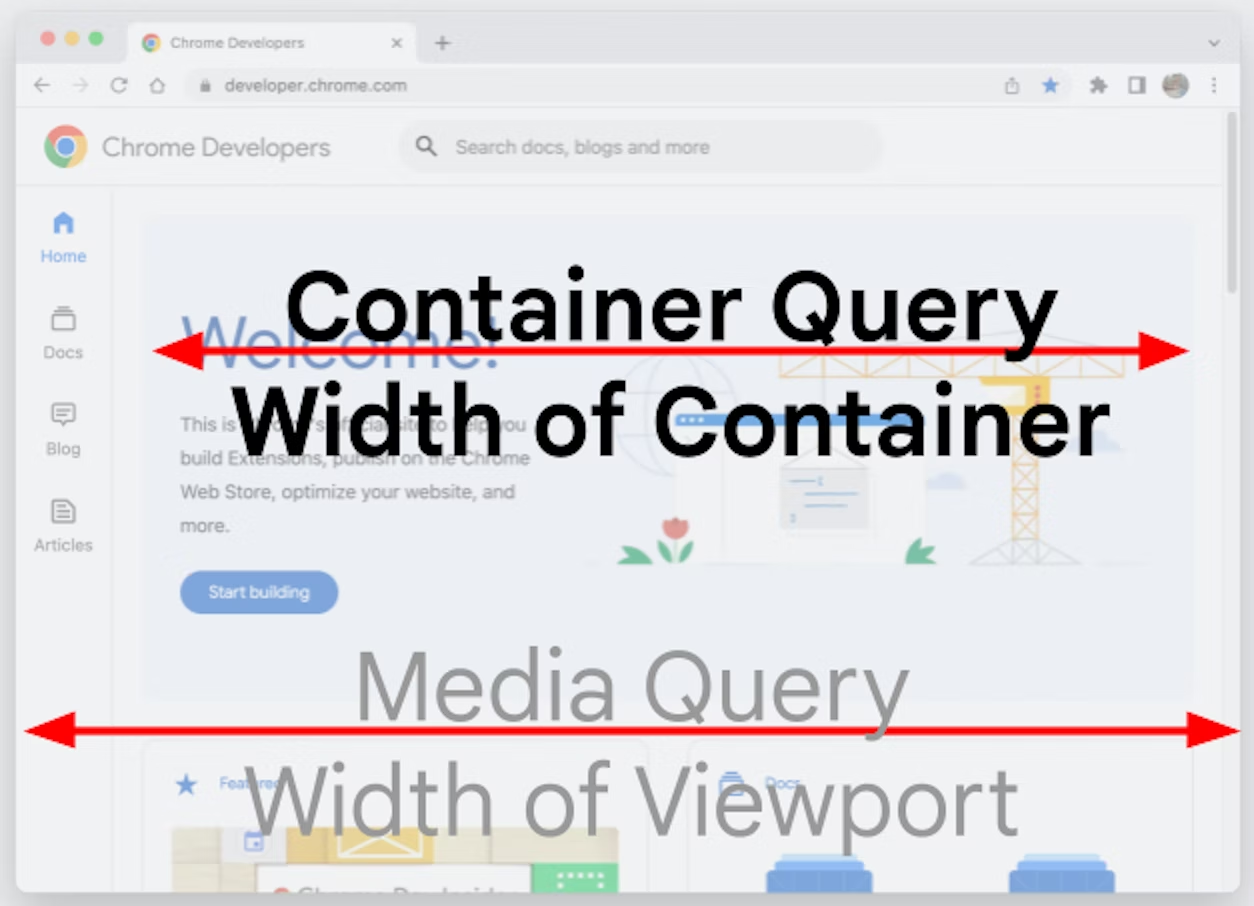 Chrome Developers
developer.chrome.com
Chrome Developers
Search docs, blogs and more
Home
Docs
Blog
Articles
Container Query
Welcome!
Width of Container
This is official site to help you
build Extensions, publish on the Chrome
Web Store, optimize your website, and
more.
Start building
Media Query
Width of Viewport
Featured
Docs
Chrome